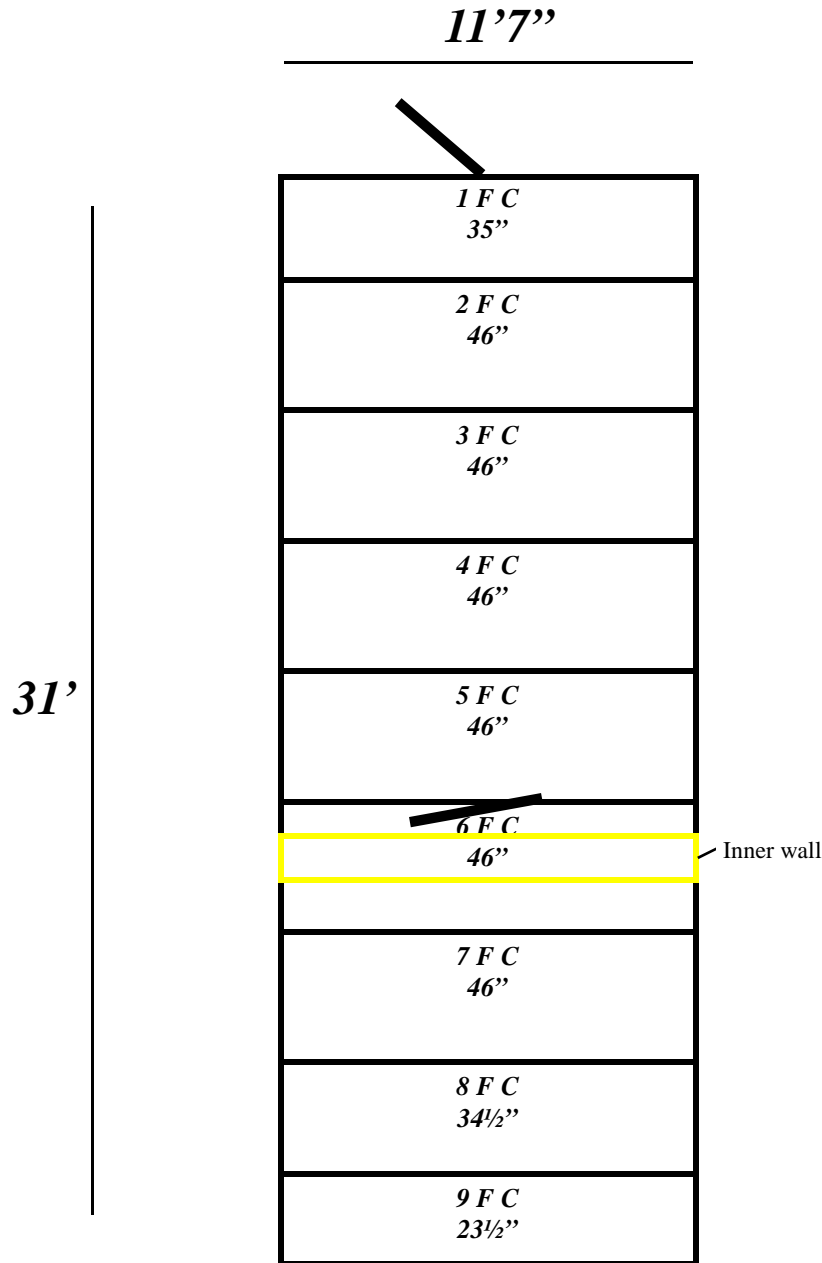 11’7”
1 F C
35”
2 F C
46”
3 F C
46”
4 F C
46”
31’
5 F C
46”
6 F C
46”
Inner wall
7 F C
46”
8 F C
34½”
9 F C
23½”